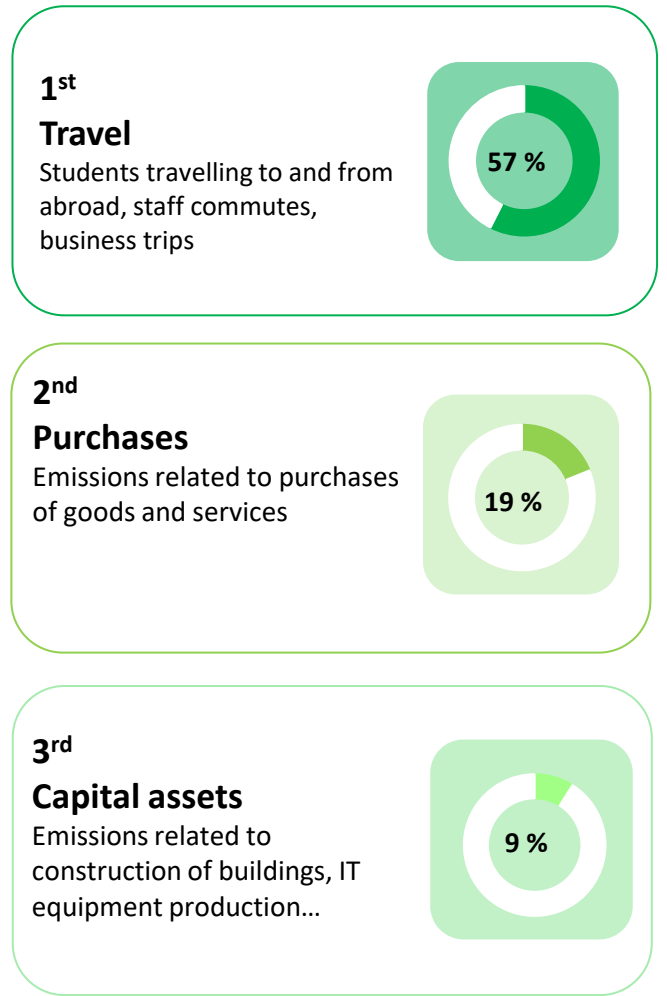 1st
Travel
Students travelling to and from
abroad, staff commutes,
business trips
57 %
2nd
Purchases
Emissions related to purchases
of goods and services
19 %
3rd
Capital assets
Emissions related to
construction of buildings, IT
equipment production…
9 %